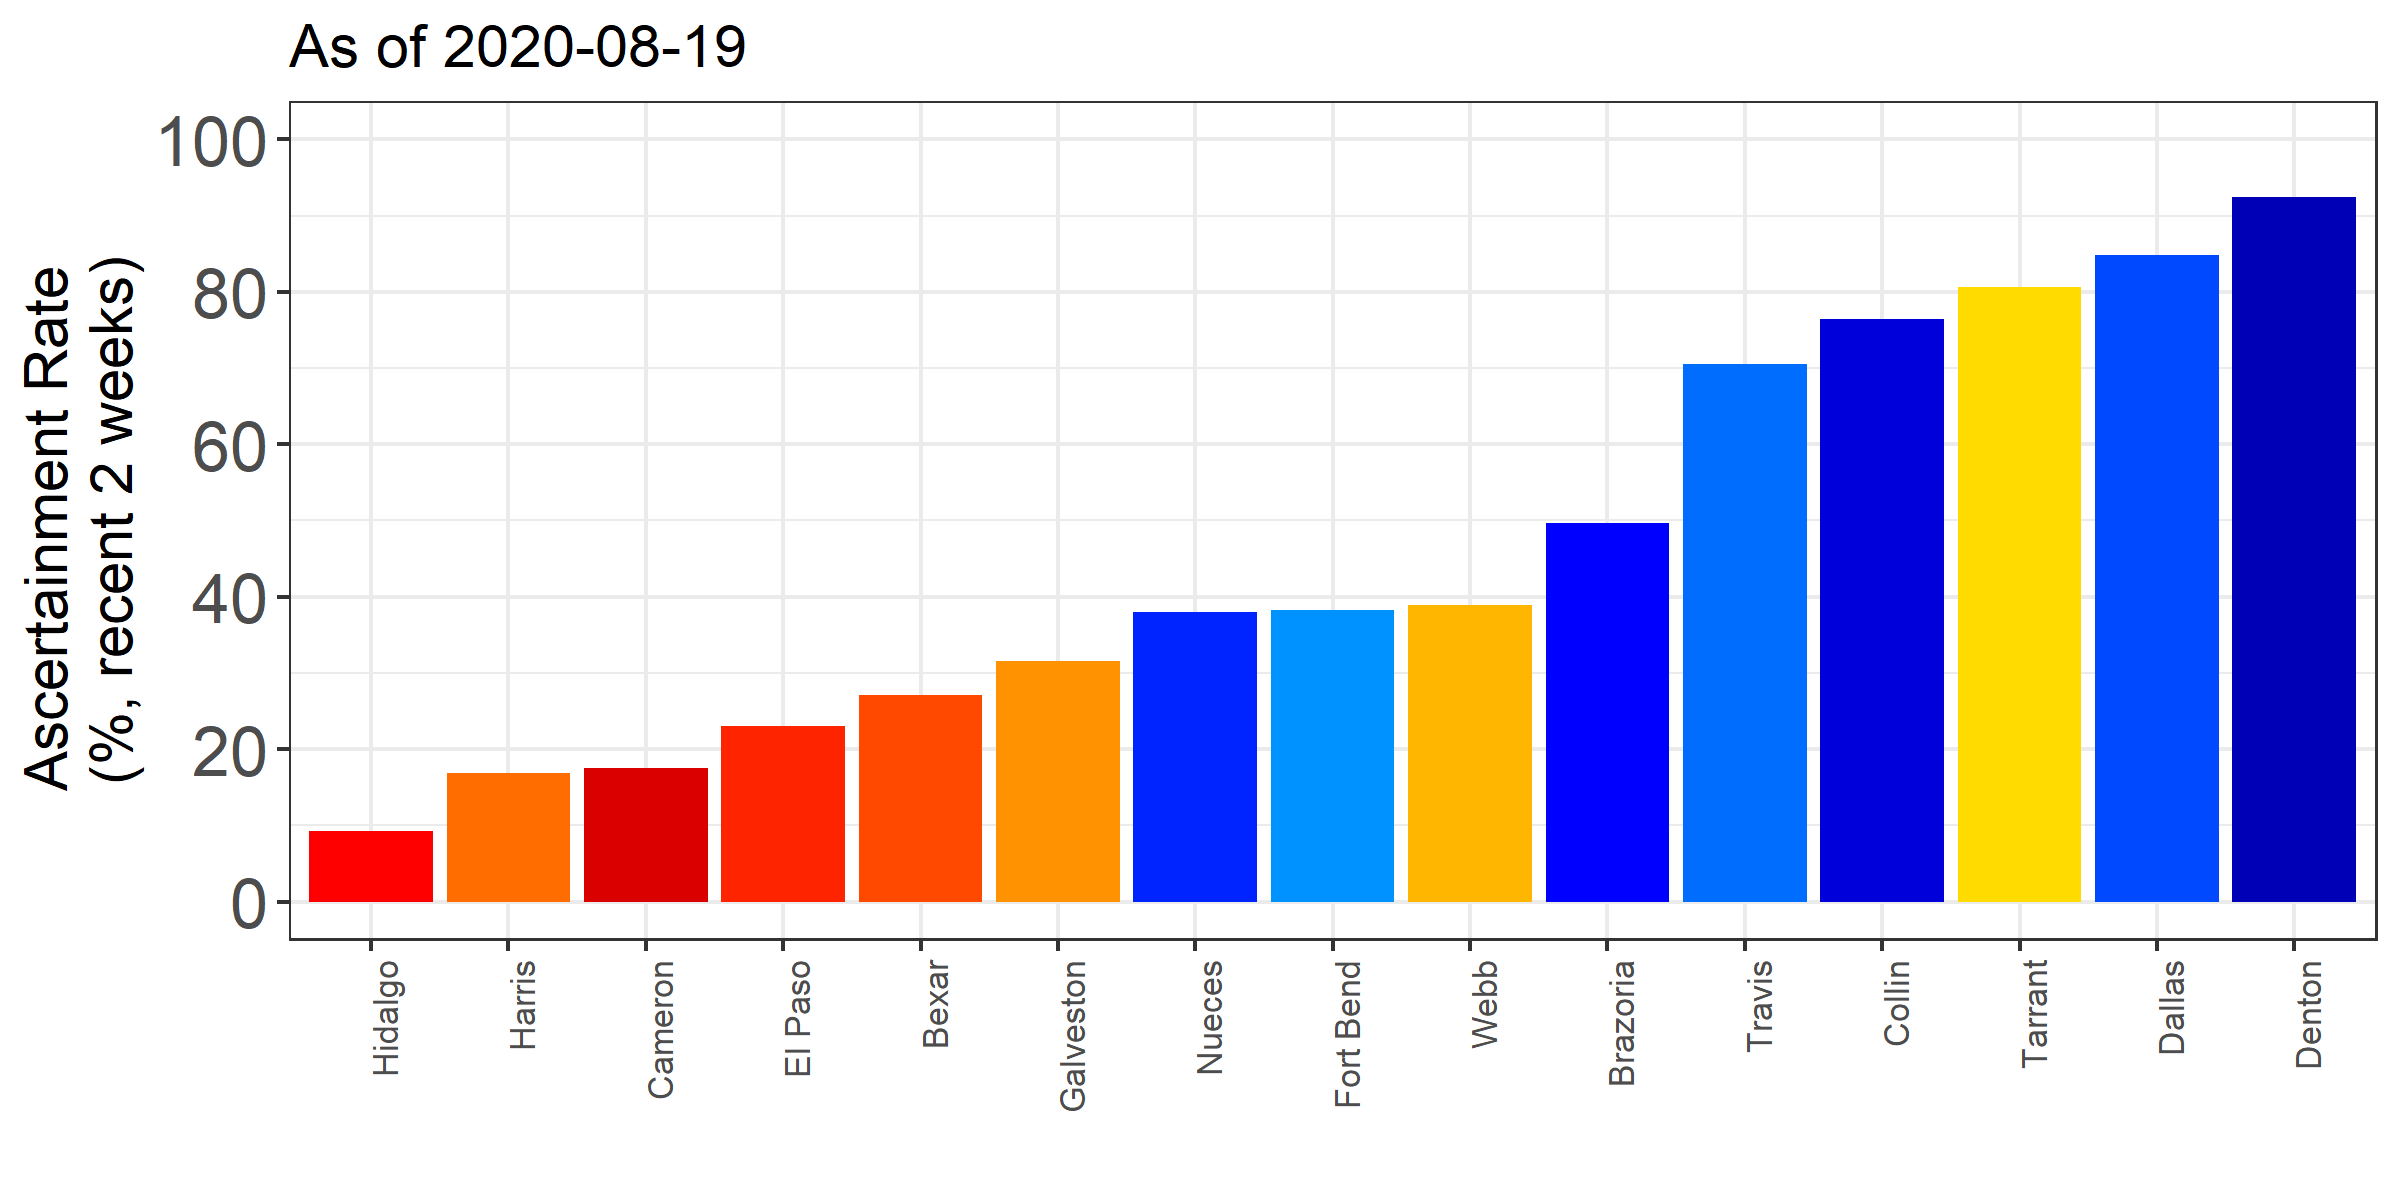 As of 2020-08-19
Ascertainment Rate
(%, recent 2 weeks)
100
80
60
40
20
0
Hidalgo
Harris
Cameron
El Paso
Bexar
Galveston
Nueces
Fort Bend
Webb
Brazoria
Travis
Collin
Tarrant
Dallas
Denton